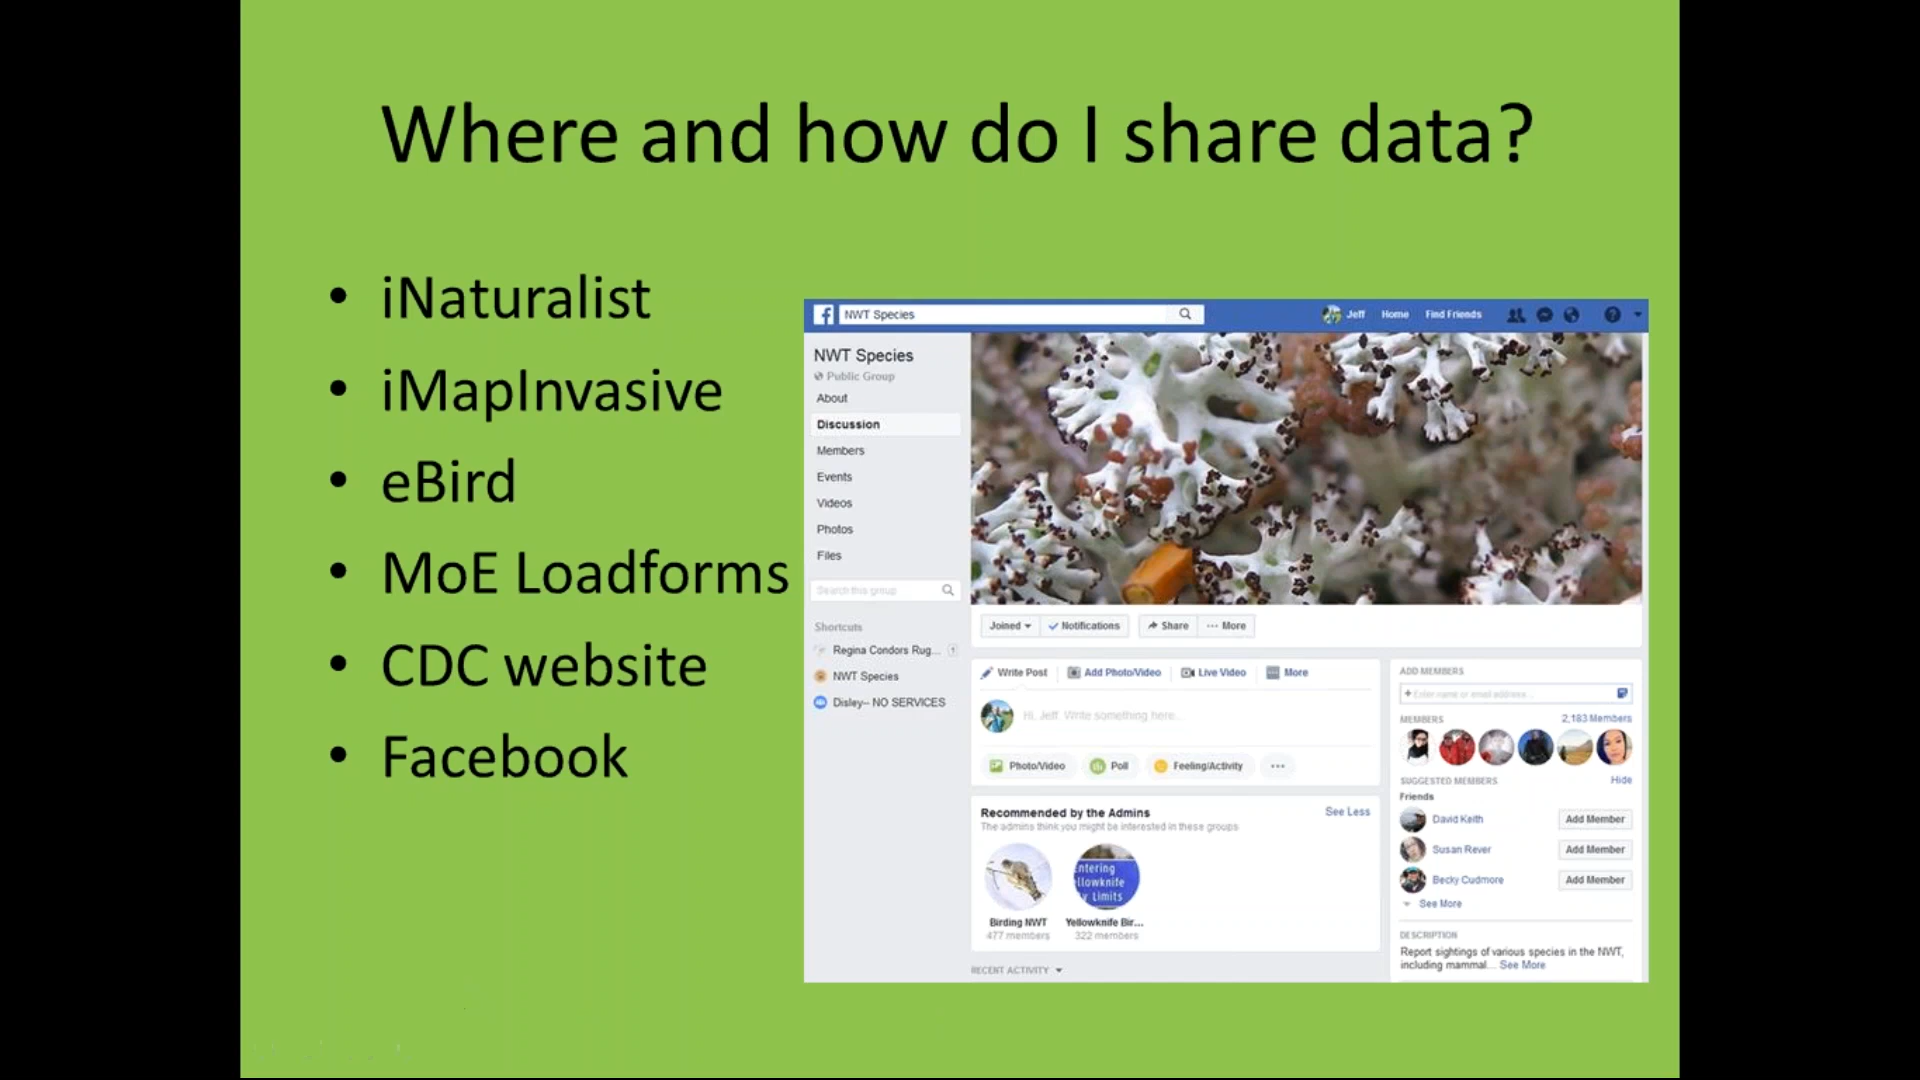 Where and how do I share data?
• iNaturalist
• iMapInvasive
• eBird
• MoE Loadforms
• CDC website
• Facebook
NWT Species
Jeff Home Find Friends
NWT Species
Public Group
About
Discussion
Members
Events
Videos
Photos
Files
Search this group
Shortcuts
Regina Condors Rug... 1
NWT Species
Disley-- NO SERVICES
Joined Notifications Share More
Write Post Add Photo/Video Live Video More
Hi, Jeff. Write something here...
Photo/Video Poll Feeling/Activity
Recommended by the Admins See Less
The admins think you might be interested in these groups
Entering
Yellowknife
Limits
Birding NWT Yellowknife Bir...
477 members 322 members
RECENT ACTIVITY
ADD MEMBERS
+ Enter name or email address...
MEMBERS 2,183 Members
SUGGESTED MEMBERS Hide
Friends
David Keith Add Member
Susan Rever Add Member
Becky Cudmore Add Member
See More
DESCRIPTION
Report sightings of various species in the NWT,
including mammal... See More